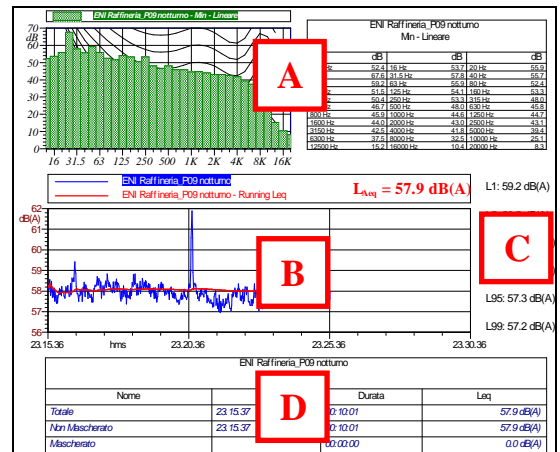 ENI Raffineria_P09 notturno - Min - Lineare
dB
70
60
50
40
30
20
10
0
16 31.5 63 125 250 500 1K 2K 4K 8K 16K
A
ENI Raffineria_P09 notturno
Min - Lineare
dB dB dB
Hz 52.4 16 Hz 53.7 20 Hz 55.9
67.6 31.5 Hz 57.8 40 Hz 55.7
59.2 63 Hz 55.9 80 Hz 52.4
51.5 125 Hz 54.1 160 Hz 53.3
50.4 250 Hz 53.3 315 Hz 48.0
46.7 500 Hz 48.0 630 Hz 45.8
800 Hz 45.9 1000 Hz 44.6 1250 Hz 44.7
1600 Hz 44.0 2000 Hz 43.0 2500 Hz 43.1
3150 Hz 42.5 4000 Hz 41.8 5000 Hz 39.4
6300 Hz 37.5 8000 Hz 32.5 10000 Hz 25.1
12500 Hz 15.2 16000 Hz 10.4 20000 Hz 8.3
ENI Raffineria_P09 notturno
ENI Raffineria_P09 notturno - Running Leq
LAeq = 57.9 dB(A)
dB(A)
62
61
60
59
58
57
56
23.15.36 hms 23.20.36 23.25.36 23.30.36
B
L1: 59.2 dB(A)
C
L95: 57.3 dB(A)
L99: 57.2 dB(A)
ENI Raffineria_P09 notturno
Nome Durata Leq
Totale 23.15.37 00:10:01 57.9 dB(A)
Non Mascherato 23.15.37 00:10:01 57.9 dB(A)
Mascherato 00:00:00 0.0 dB(A)
D